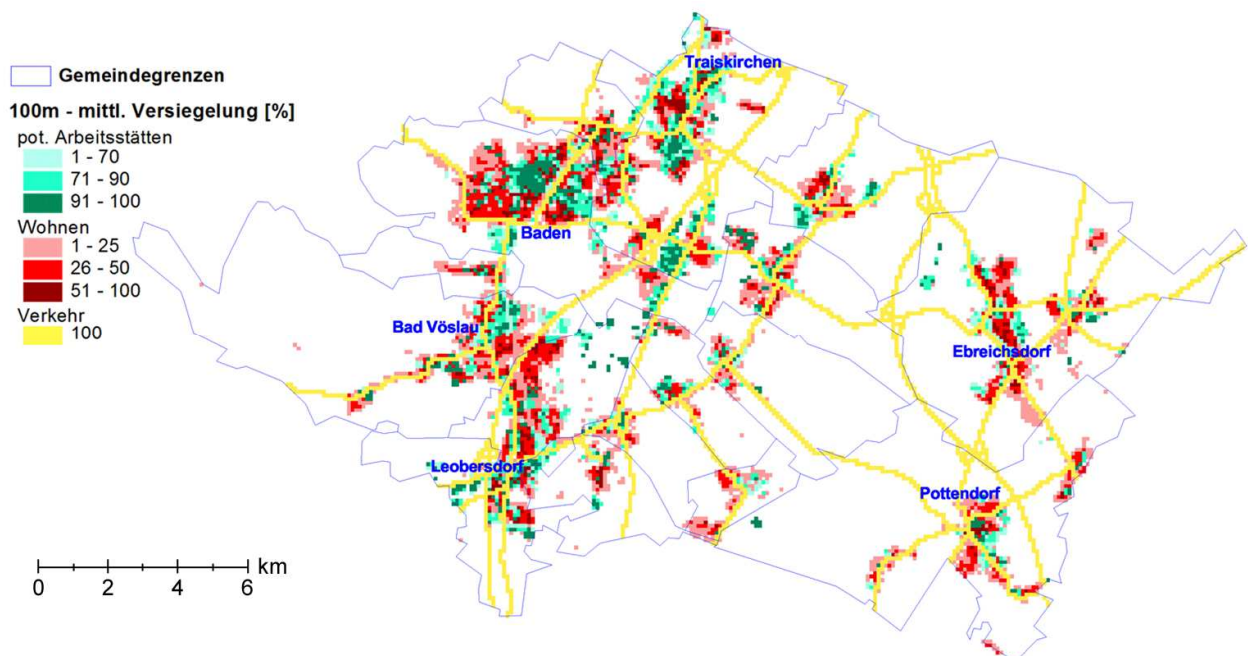 Gemeindegrenzen
100m - mittl. Versiegelung [%]
pot. Arbeitsstätten
1 - 70
71 - 90
91 - 100
Wohnen
1 - 25
26 - 50
51 - 100
Verkehr
100
Traiskirchen
Baden
Bad Vöslau
Ebreichsdorf
Leobersdorf
Pottendorf
km
0 2 4 6